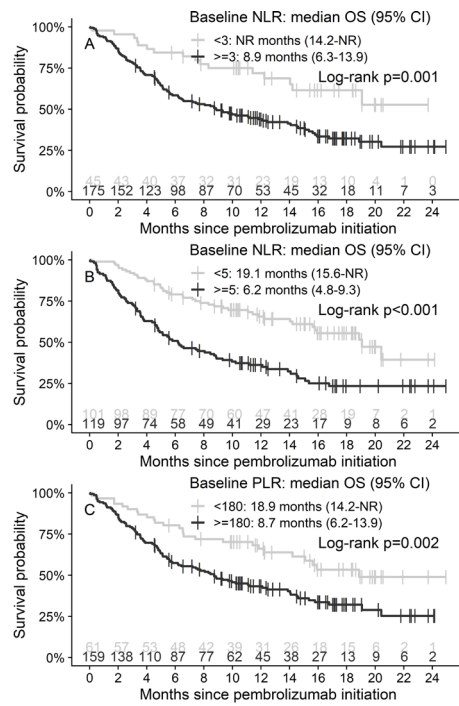 Baseline NLR: median OS (95% CI)
100%
A
<3: NR months (14.2-NR)
>=3: 8.9 months (6.3-13.9)
Log-rank p=0.001
75%
Survival probability
50%
25%
45 43 40 37 32 31 25 19 13 10 4 1 0
0% 175 152 123 98 87 70 53 45 32 18 11 7 3
0 2 4 6 8 10 12 14 16 18 20 22 24
Months since pembrolizumab initiation
Baseline NLR: median OS (95% CI)
100%
B
<5: 19.1 months (15.6-NR)
>=5: 6.2 months (4.8-9.3)
Log-rank p<0.001
75%
Survival probability
50%
25%
101 98 89 77 70 60 47 41 28 19 7 2 1
0% 119 97 74 58 49 41 29 23 17 9 8 6 2
0 2 4 6 8 10 12 14 16 18 20 22 24
Months since pembrolizumab initiation
Baseline PLR: median OS (95% CI)
100%
C
<180: 18.9 months (14.2-NR)
>=180: 8.7 months (6.2-13.9)
Log-rank p=0.002
75%
Survival probability
50%
25%
61 57 53 48 42 39 31 26 18 15 6 2 1
0% 159 138 110 87 77 62 45 38 27 13 9 6 2
0 2 4 6 8 10 12 14 16 18 20 22 24
Months since pembrolizumab initiation